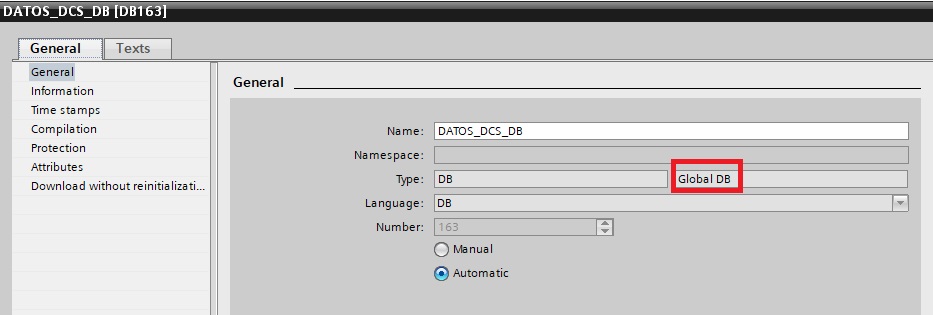 DATOS_DCS_DB [DB163]
General Texts
General
Information
Time stamps
Compilation
Protection
Attributes
Download without reinitializati...
General
Name: DATOS_DCS_DB
Namespace:
Type: DB Global DB
Language: DB
Number: 163
Manual
Automatic